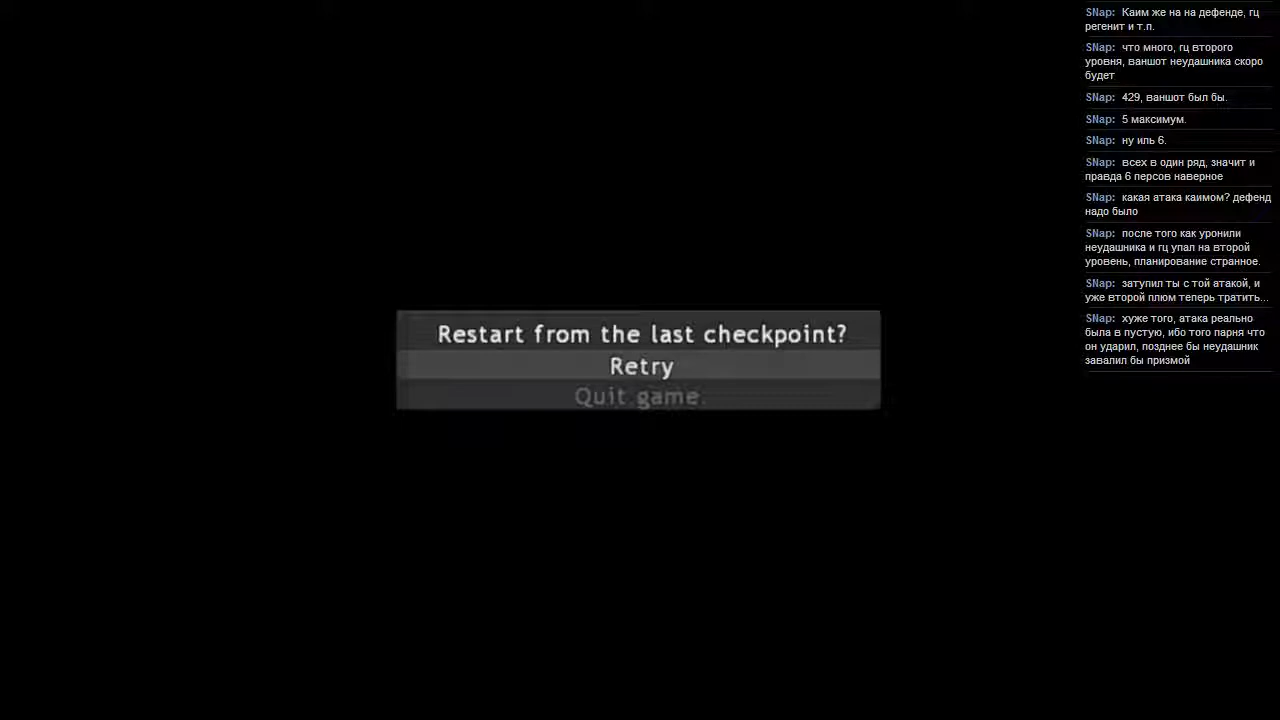 SNap: Каим же на на дефенде, гц
регенит и т.п.
SNap: что много, гц второго
уровня, ваншот неудашника скоро
будет
SNap: 429, ваншот был бы.
SNap: 5 максимум.
SNap: ну иль 6.
SNap: всех в один ряд, значит и
правда 6 персов наверное
SNap: какая атака каимом? дефенд
надо было
SNap: после того как уронили
неудашника и гц упал на второй
уровень, планирование странное.
SNap: затупил ты с той атакой, и
уже второй плюм теперь тратить...
SNap: хуже того, атака реально
была в пустую, ибо того парня что
он ударил, позднее бы неудашник
завалил бы призмой
Restart from the last checkpoint?
Retry
Quit game.